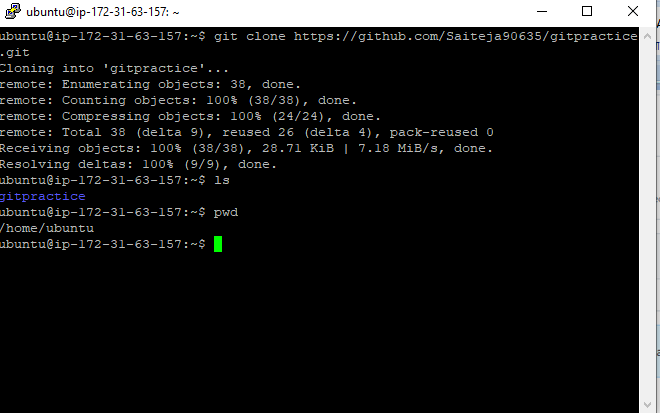 ubuntu@ip-172-31-63-157: ~
ubuntu@ip-172-31-63-157:~$ git clone https://github.com/Saiteja90635/gitpractice
.git
Cloning into 'gitpractice'...
remote: Enumerating objects: 38, done.
remote: Counting objects: 100% (38/38), done.
remote: Compressing objects: 100% (24/24), done.
remote: Total 38 (delta 9), reused 26 (delta 4), pack-reused 0
Receiving objects: 100% (38/38), 28.71 KiB | 7.18 MiB/s, done.
Resolving deltas: 100% (9/9), done.
ubuntu@ip-172-31-63-157:~$ ls
gitpractice
ubuntu@ip-172-31-63-157:~$ pwd
/home/ubuntu
ubuntu@ip-172-31-63-157:~$